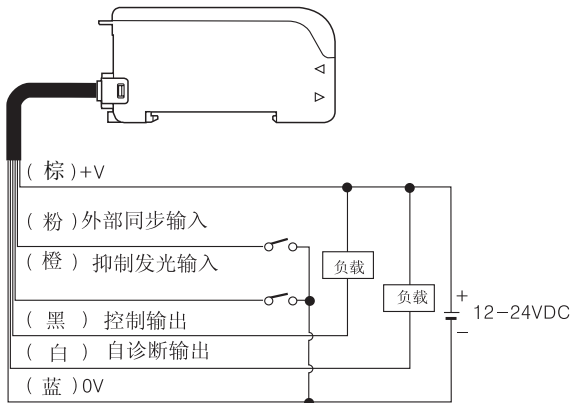 (棕)+V
(粉)外部同步输入
(橙) 抑制发光输入
负载
负载
+
12-24VDC
−
(黑) 控制输出
(白) 自诊断输出
(蓝)0V